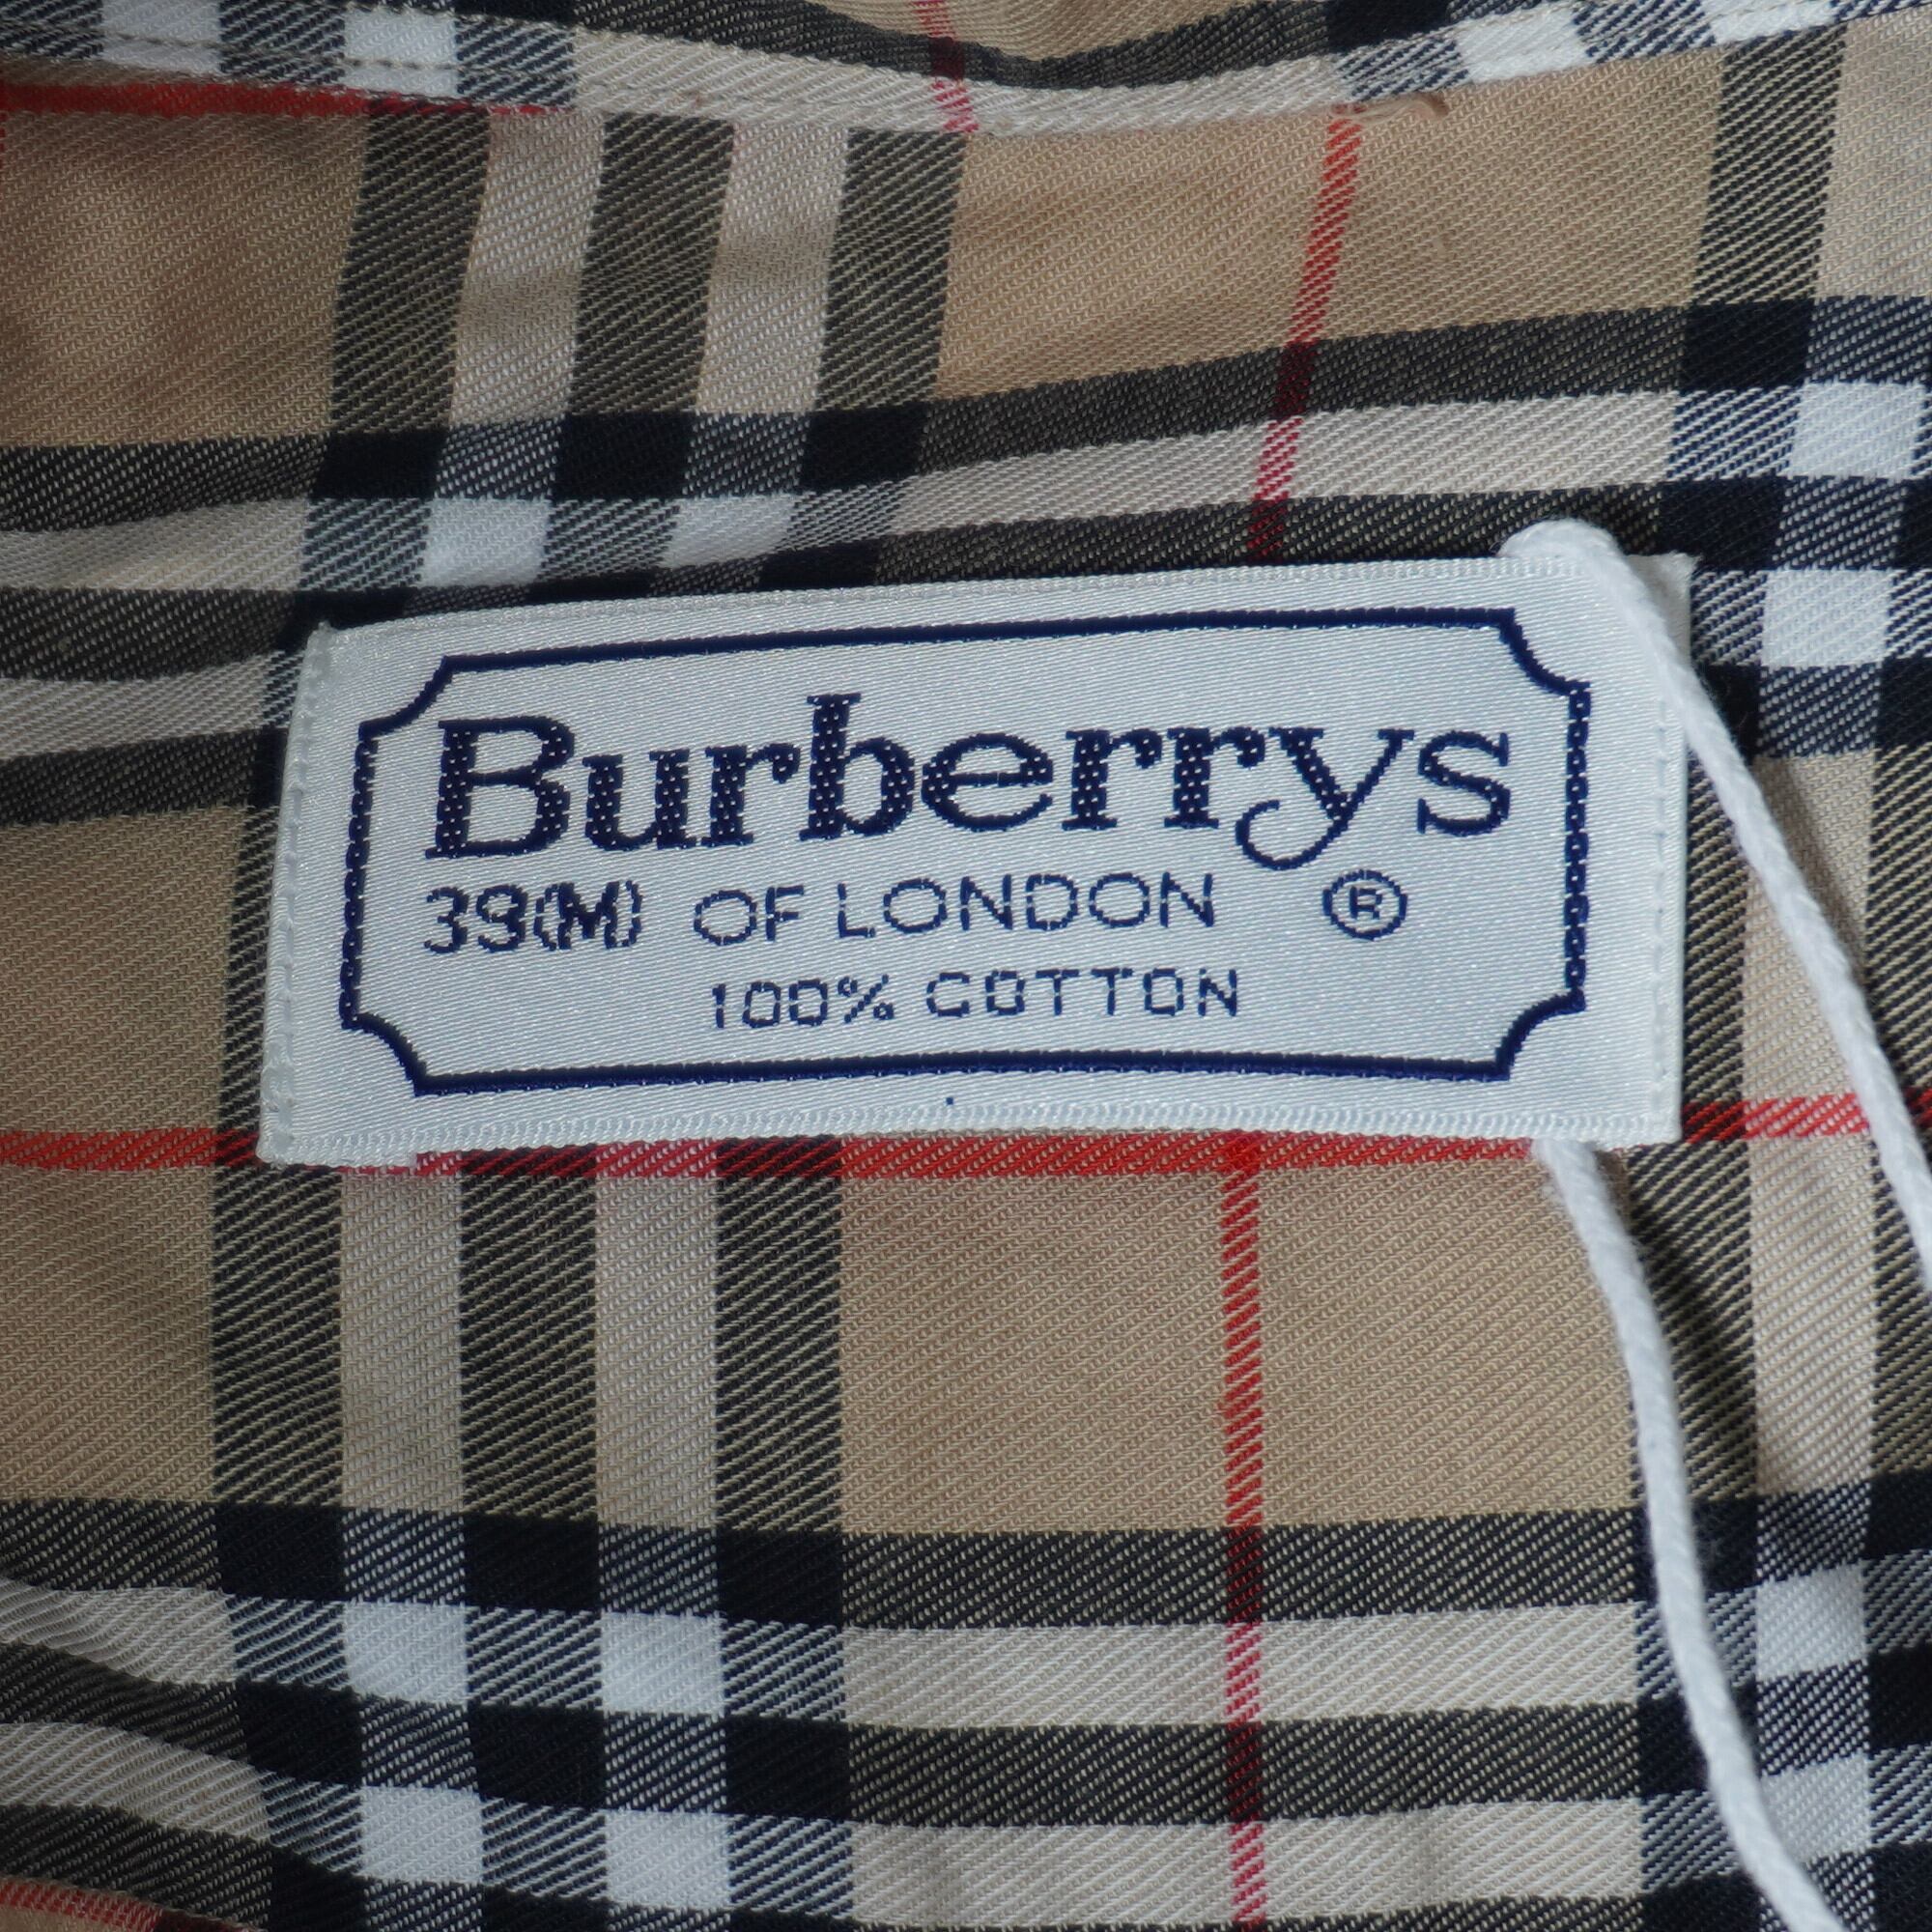 Burberrys
39(M) OF LONDON ®
100% COTTON